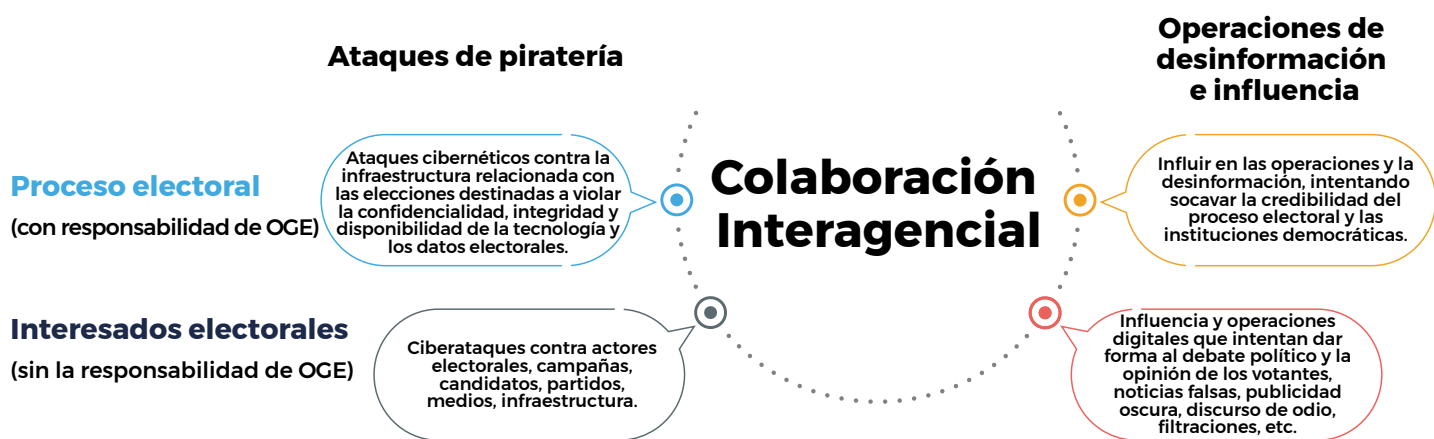 Ataques de piratería
Operaciones de
desinformación
e influencia
Proceso electoral
(con responsabilidad de OGE)
Ataques cibernéticos contra la
infraestructura relacionada con
las elecciones destinadas a violar
la confidencialidad, integridad y
disponibilidad de la tecnología y
los datos electorales.
Colaboración
Interagencial
Influir en las operaciones y la
desinformación, intentando
socavar la credibilidad del
proceso electoral y las
instituciones democráticas.
Interesados electorales
(sin la responsabilidad de OGE)
Ciberataques contra actores
electorales, campañas,
candidatos, partidos,
medios, infraestructura.
Influencia y operaciones
digitales que intentan dar
forma al debate político y la
opinión de los votantes,
noticias falsas, publicidad
oscura, discurso de odio,
filtraciones, etc.